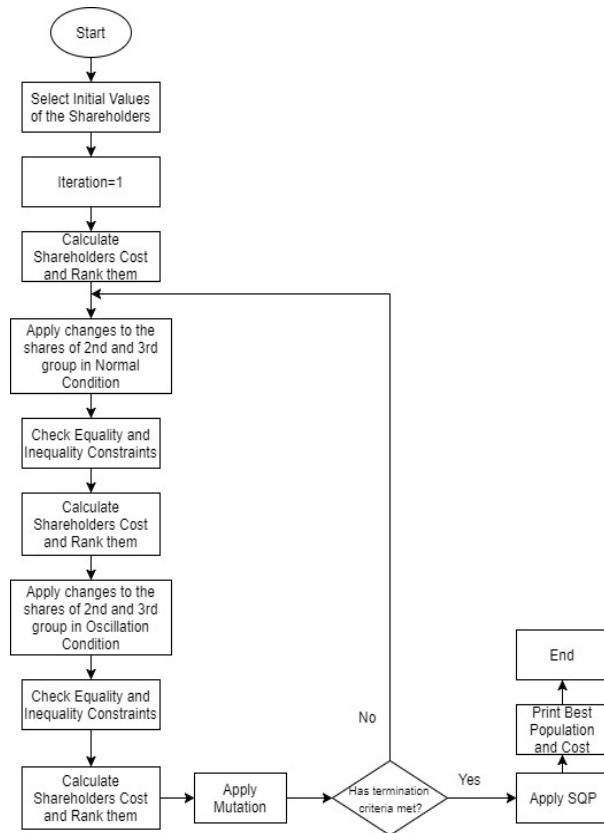 Start
Select Initial Values
of the Shareholders
Iteration=1
Calculate
Shareholders Cost
and Rank them
Apply changes to the
shares of 2nd and 3rd
group in Normal
Condition
Check Equality and
Inequality Constraints
Calculate
Shareholders Cost
and Rank them
Apply changes to the
shares of 2nd and 3rd
group in Oscillation
Condition
Check Equality and
Inequality Constraints
Calculate
Shareholders Cost
and Rank them
Apply
Mutation
Has termination
criteria met?
No
Yes
Apply SQP
Print Best
Population
and Cost
End